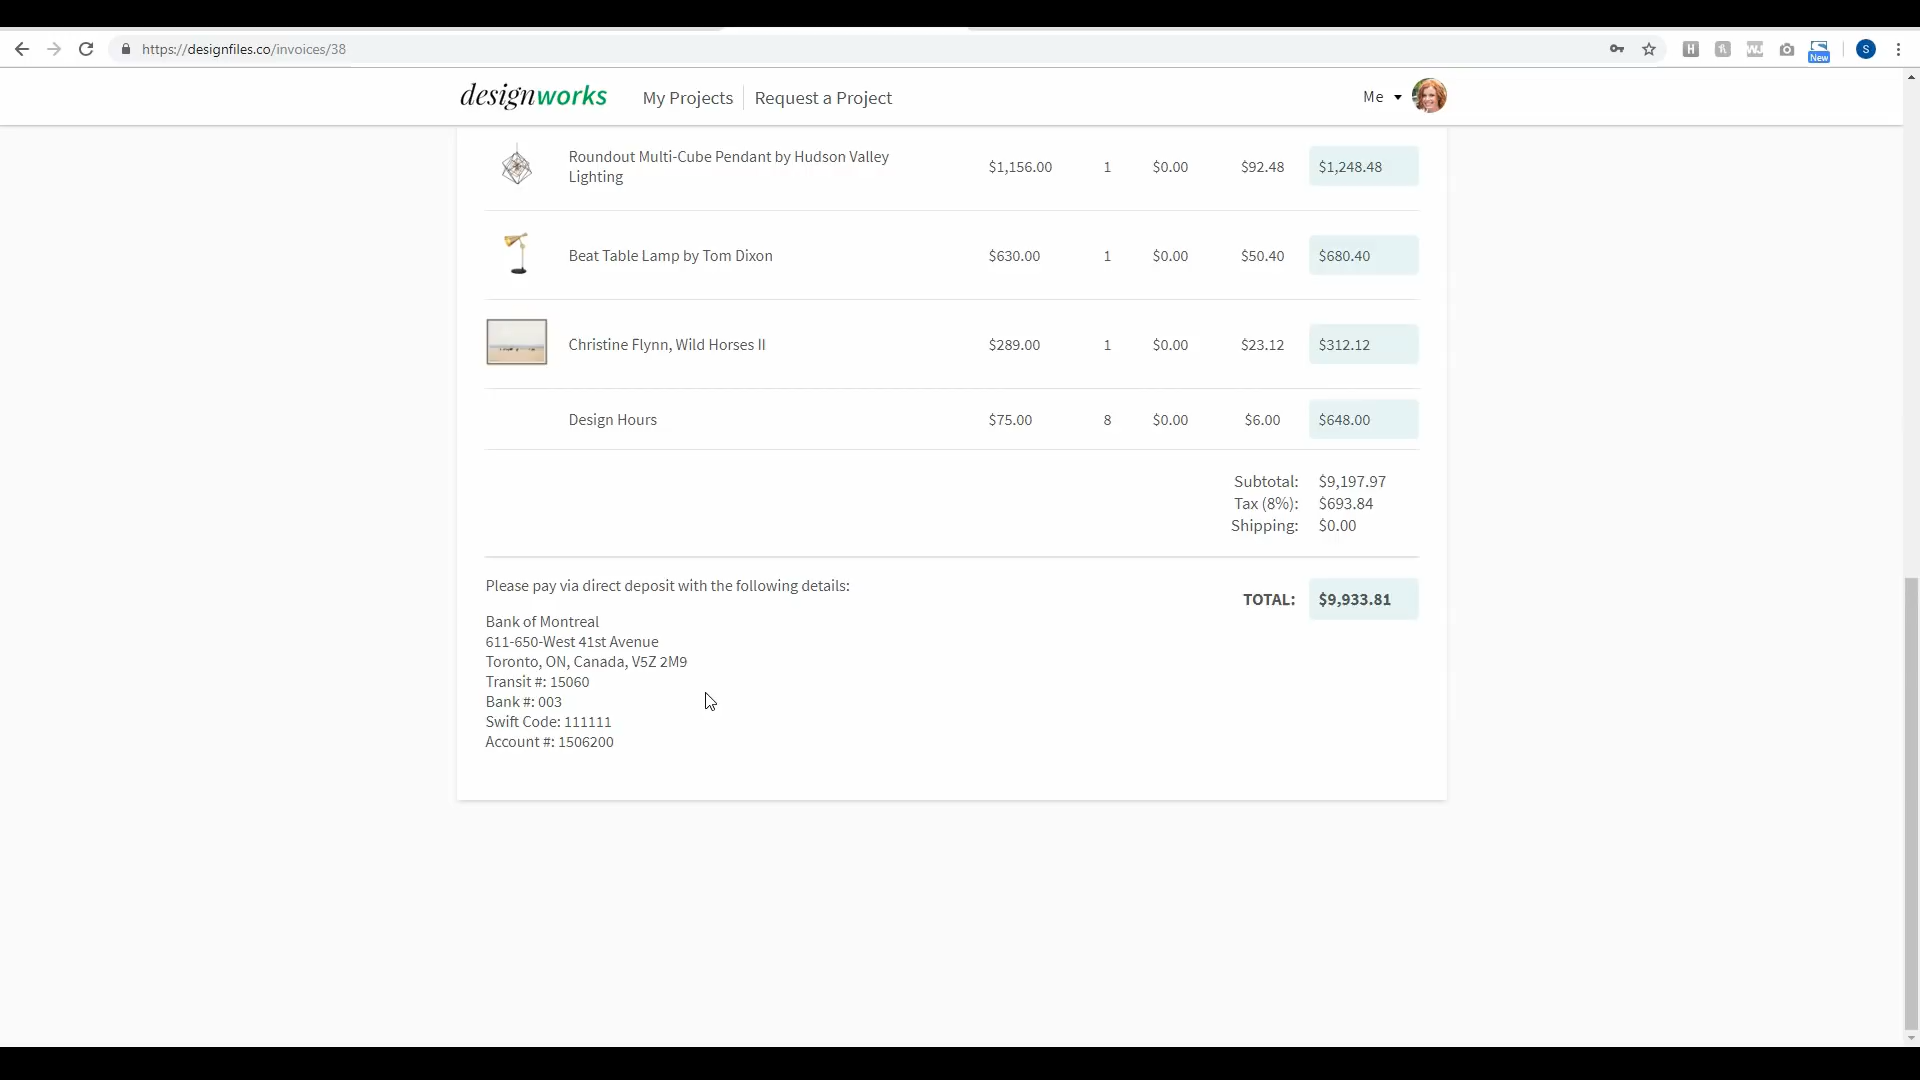 https://designfiles.co/invoices/38
New
S
designworks My Projects Request a Project Me
Roundout Multi-Cube Pendant by Hudson Valley
Lighting
$1,156.00 1 $0.00 $92.48 $1,248.48
Beat Table Lamp by Tom Dixon $630.00 1 $0.00 $50.40 $680.40
Christine Flynn, Wild Horses II $289.00 1 $0.00 $23.12 $312.12
Design Hours $75.00 8 $0.00 $6.00 $648.00
Subtotal: $9,197.97
Tax (8%): $693.84
Shipping: $0.00
Please pay via direct deposit with the following details:
TOTAL: $9,933.81
Bank of Montreal
611-650-West 41st Avenue
Toronto, ON, Canada, V5Z 2M9
Transit #: 15060
Bank #: 003
Swift Code: 111111
Account #: 1506200